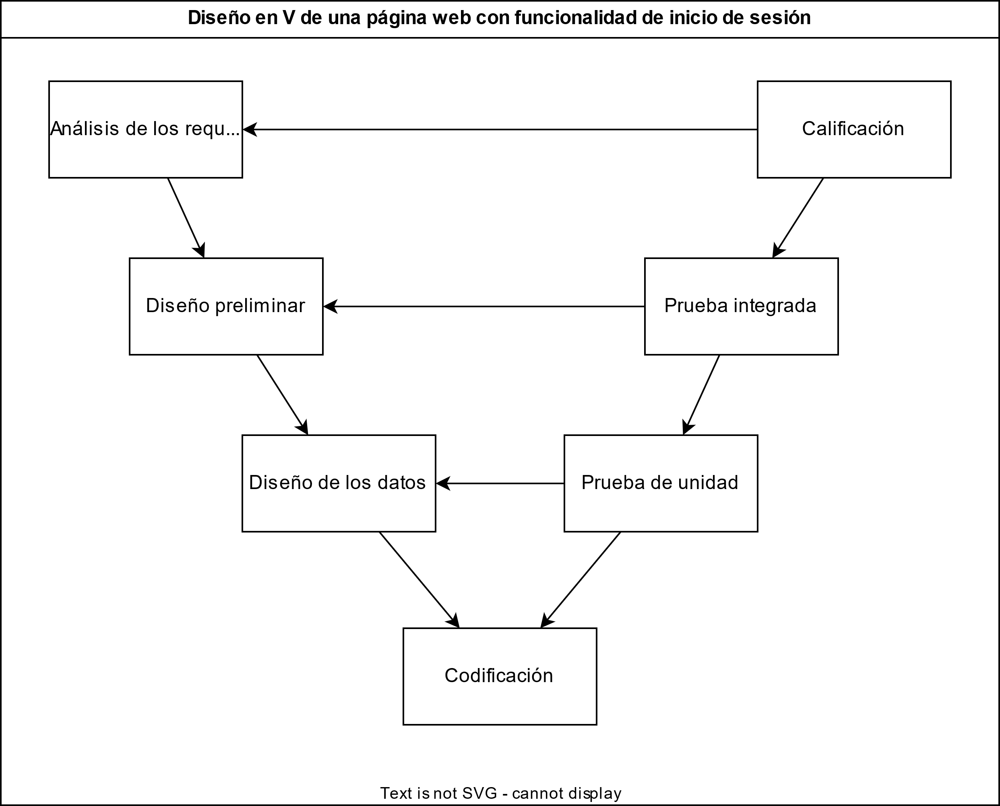 Diseño en V de una página web con funcionalidad de inicio de sesión
Análisis de los requ...
Calificación
Diseño preliminar
Prueba integrada
Diseño de los datos
Prueba de unidad
Codificación
Text is not SVG - cannot display